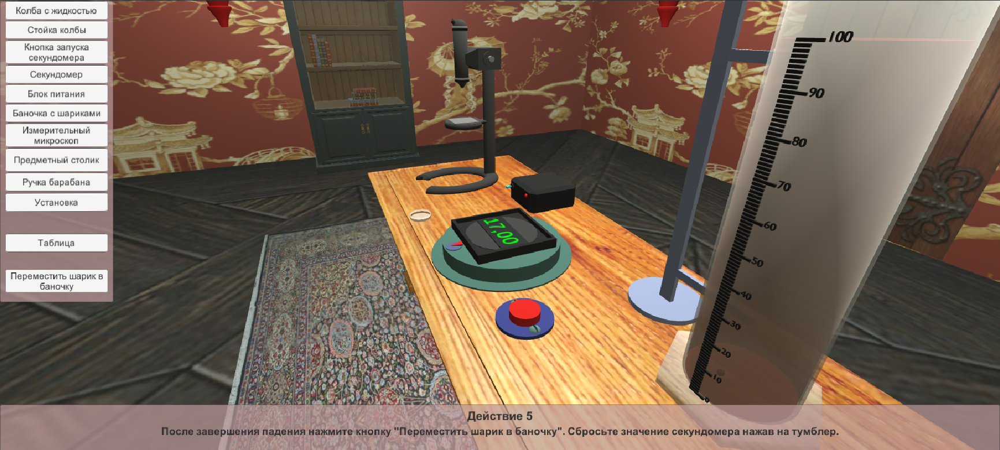 Колба с жидкостью
Стойка колбы
Кнопка запуска
секундомера
Секундомер
Блок питания
Баночка с шариками
Измерительный
микроскоп
Предметный столик
Ручка барабана
Установка
Таблица
Переместить шарик в
баночку
17,00
100
90
80
70
60
50
40
30
20
10
0
Действие 5
После завершения падения нажмите кнопку "Переместить шарик в баночку". Сбросьте значение секундомера нажав на тумблер.